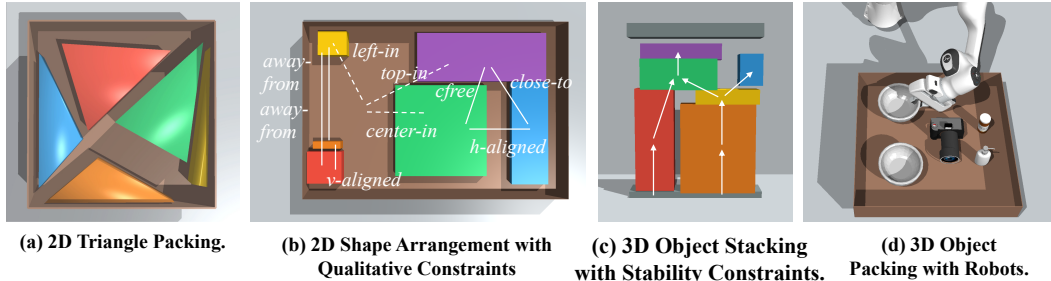 away-
from
away-
from
left-in
top-in
cfree
close-to
center-in
h-aligned
v-aligned
(a) 2D Triangle Packing.
(b) 2D Shape Arrangement with
Qualitative Constraints
(c) 3D Object Stacking
with Stability Constraints.
(d) 3D Object
Packing with Robots.